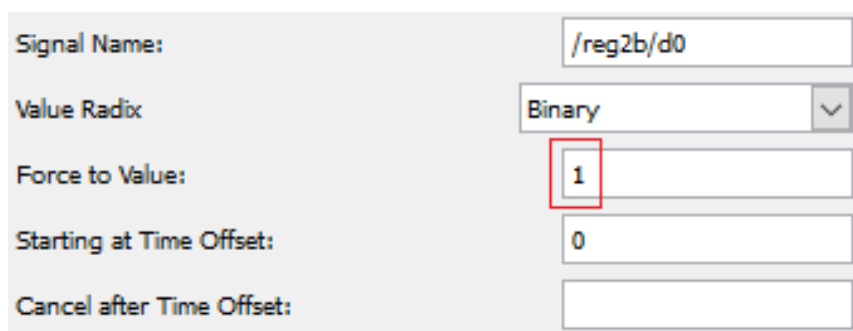 Signal Name: /reg2b/d0
Value Radix Binary
Force to Value: 1
Starting at Time Offset: 0
Cancel after Time Offset: